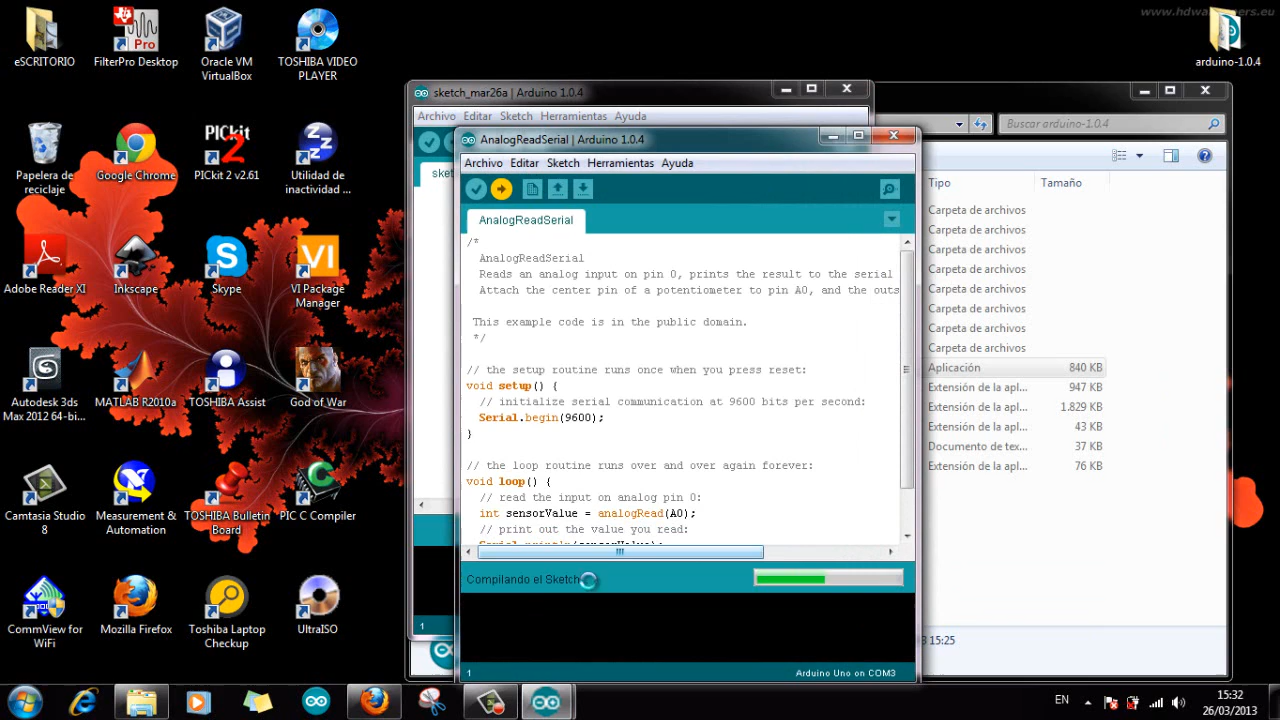 www.hdwallpapers.eu
eSCRITORIO
FilterPro Desktop
Oracle VM VirtualBox
TOSHIBA VIDEO PLAYER
arduino-1.0.4
Papelera de reciclaje
Google Chrome
PICkit 2 v2.61
Utilidad de inactividad ...
Adobe Reader XI
Inkscape
Skype
VI Package Manager
Autodesk 3ds Max 2012 64-bi...
MATLAB R2010a
TOSHIBA Assist
God of War
Camtasia Studio 8
Measurement & Automation
TOSHIBA Bulletin Board
PIC C Compiler
CommView for WiFi
Mozilla Firefox
Toshiba Laptop Checkup
UltraISO
sketch_mar26a | Arduino 1.0.4
Archivo Editar Sketch Herramientas Ayuda
sket
1
AnalogReadSerial | Arduino 1.0.4
Archivo Editar Sketch Herramientas Ayuda
AnalogReadSerial
/*
AnalogReadSerial
Reads an analog input on pin 0, prints the result to the serial
Attach the center pin of a potentiometer to pin A0, and the outs
This example code is in the public domain.
*/
// the setup routine runs once when you press reset:
void setup() {
// initialize serial communication at 9600 bits per second:
Serial.begin(9600);
}
// the loop routine runs over and over again forever:
void loop() {
// read the input on analog pin 0:
int sensorValue = analogRead(A0);
// print out the value you read:
Serial.println(sensorValue);
Compilando el Sketch
1
Arduino Uno on COM3
Buscar arduino-1.0.4
Tipo Tamaño
Carpeta de archivos
Carpeta de archivos
Carpeta de archivos
Carpeta de archivos
Carpeta de archivos
Carpeta de archivos
Carpeta de archivos
Carpeta de archivos
Aplicación 840 KB
Extensión de la apl... 947 KB
Extensión de la apl... 1.829 KB
Extensión de la apl... 43 KB
Documento de tex... 37 KB
Extensión de la apl... 76 KB
15:25
EN
15:32
26/03/2013